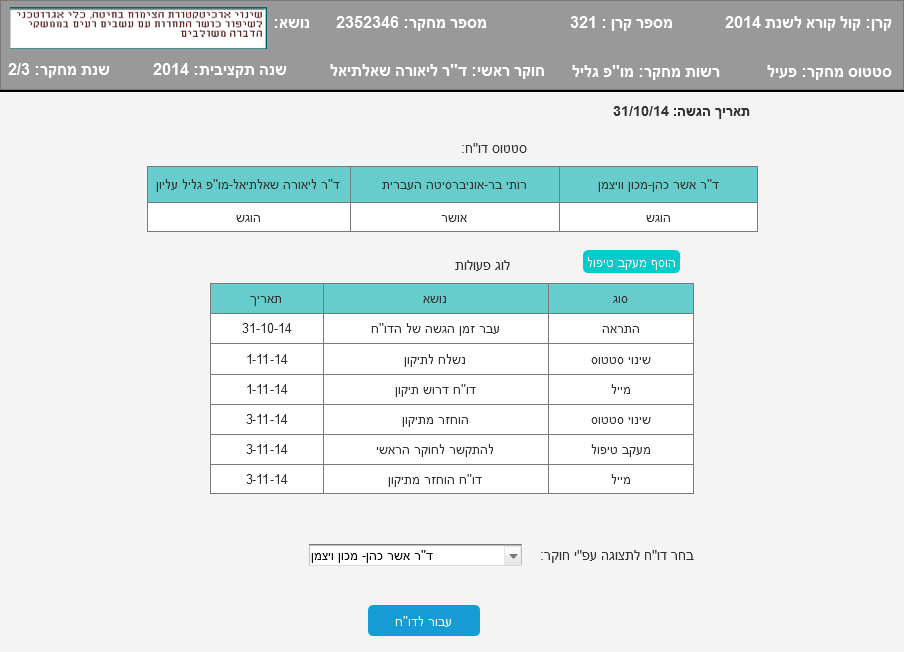 קרן: קול קורא לשנת 2014 מספר קרן : 321 מספר מחקר: 2352346 נושא:
שינוי ארכיטקטורת הצימוח בחיטה, ככלי אגרוטכני
לשיפור כושר התחרות עם עשבים רעים בממשקי
הדברה משולבים
סטטוס מחקר: פעיל רשות מחקר: מו"פ גליל חוקר ראשי: ד"ר ליאורה שאלתיאל שנה תקציבית: 2014 שנת מחקר: 2/3
תאריך הגשה: 31/10/14
סטטוס דו"ח:
ד"ר אשר כהן-מכון וויצמן רותי בר-אוניברסיטה העברית ד"ר ליאורה שאלתיאל-מו"פ גליל עליון
הוגש אושר הוגש
הוסף מעקב טיפול לוג פעולות
סוג נושא תאריך
התראה עבר זמן הגשה של הדו"ח 31-10-14
שינוי סטטוס נשלח לתיקון 1-11-14
מייל דו"ח דרוש תיקון 1-11-14
שינוי סטטוס הוחזר מתיקון 3-11-14
מעקב טיפול להתקשר לחוקר הראשי 3-11-14
מייל דו"ח הוחזר מתיקון 3-11-14
בחר דו"ח לתצוגה עפ"י חוקר: ד"ר אשר כהן- מכון ויצמן
עבור לדו"ח